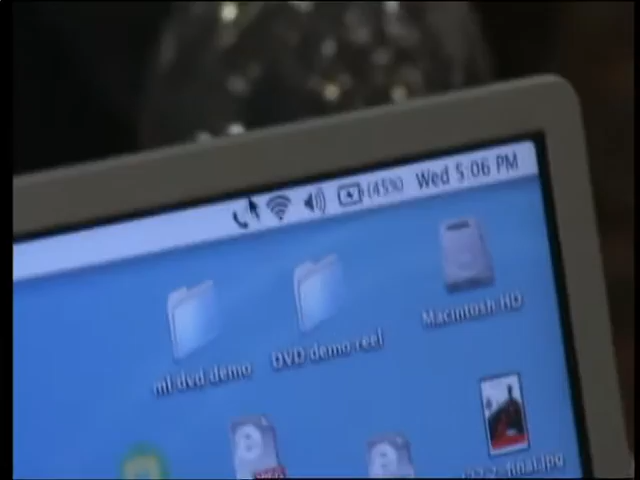 (45%) Wed 5:06 PM
Macintosh HD
DVD demo reel
ml dvd demo
final.jpg